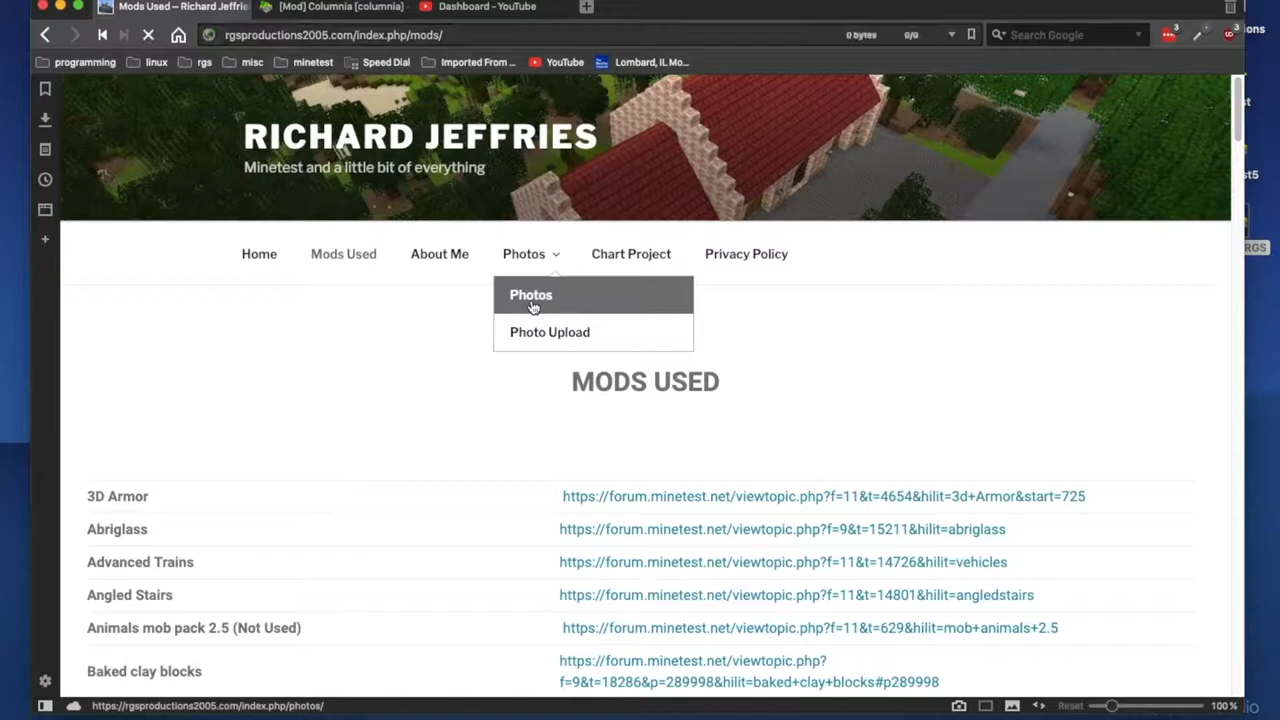 Mods Used — Richard Jeffrie
[Mod] Columnia [columnia]
Dashboard - YouTube
rgsproductions2005.com/index.php/mods/
0 bytes
0/0
Search Google
3
3
programming
linux
rgs
misc
minetest
Speed Dial
Imported From ...
YouTube
Lombard, IL Mo...
RICHARD JEFFRIES
Minetest and a little bit of everything
Home
Mods Used
About Me
Photos
Chart Project
Privacy Policy
Photos
Photo Upload
MODS USED
3D Armor https://forum.minetest.net/viewtopic.php?f=11&t=4654&hilit=3d+Armor&start=725
Abriglass https://forum.minetest.net/viewtopic.php?f=9&t=15211&hilit=abriglass
Advanced Trains https://forum.minetest.net/viewtopic.php?f=11&t=14726&hilit=vehicles
Angled Stairs https://forum.minetest.net/viewtopic.php?f=11&t=14801&hilit=angledstairs
Animals mob pack 2.5 (Not Used) https://forum.minetest.net/viewtopic.php?f=11&t=629&hilit=mob+animals+2.5
Baked clay blocks https://forum.minetest.net/viewtopic.php?
f=9&t=18286&p=289998&hilit=baked+clay+blocks#p289998
https://rgsproductions2005.com/index.php/photos/
Reset
100 %
RGS